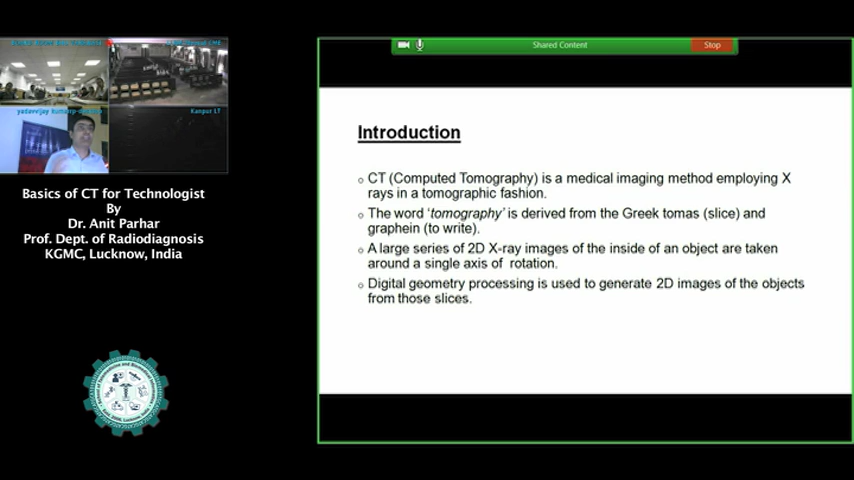 Shared Content
Stop
Kanpur LT
Basics of CT for Technologist
By
Dr. Anit Parhar
Prof. Dept. of Radiodiagnosis
KGMC, Lucknow, India
Introduction
CT (Computed Tomography) is a medical imaging method employing X
rays in a tomographic fashion.
The word ‘tomography’ is derived from the Greek tomas (slice) and
graphein (to write).
A large series of 2D X-ray images of the inside of an object are taken
around a single axis of rotation.
Digital geometry processing is used to generate 2D images of the objects
from those slices.